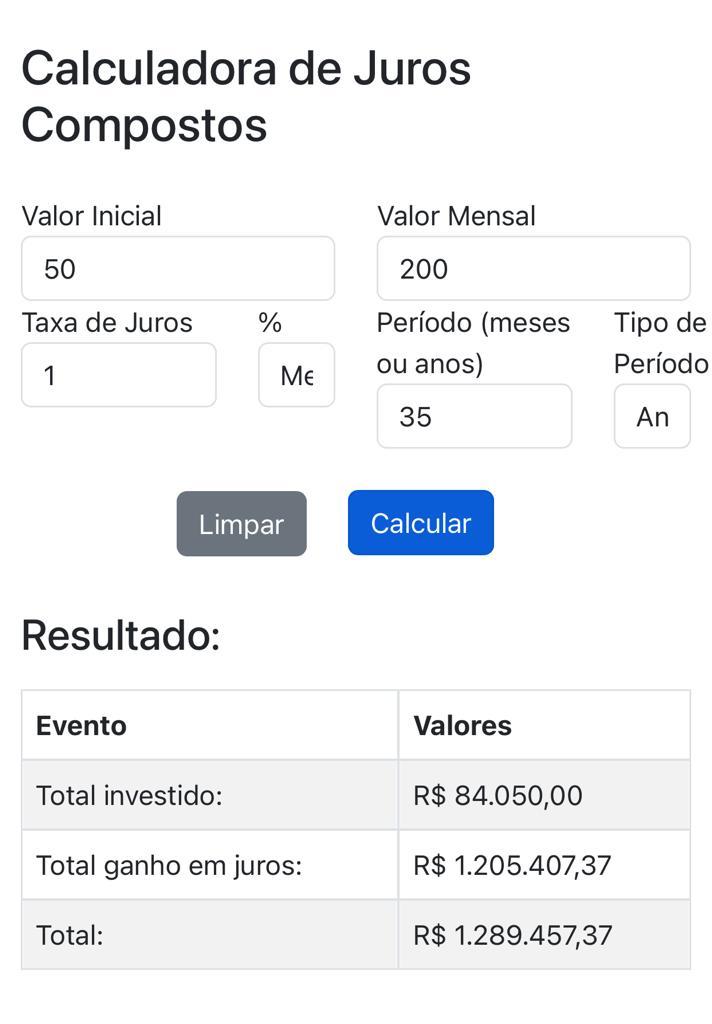 Calculadora de Juros
Compostos
Valor Inicial
Valor Mensal
50
200
Taxa de Juros
%
Período (meses
ou anos)
Tipo de
Período
1
Me
35
An
Limpar
Calcular
Resultado:
Evento
Valores
Total investido:
R$ 84.050,00
Total ganho em juros:
R$ 1.205.407,37
Total:
R$ 1.289.457,37